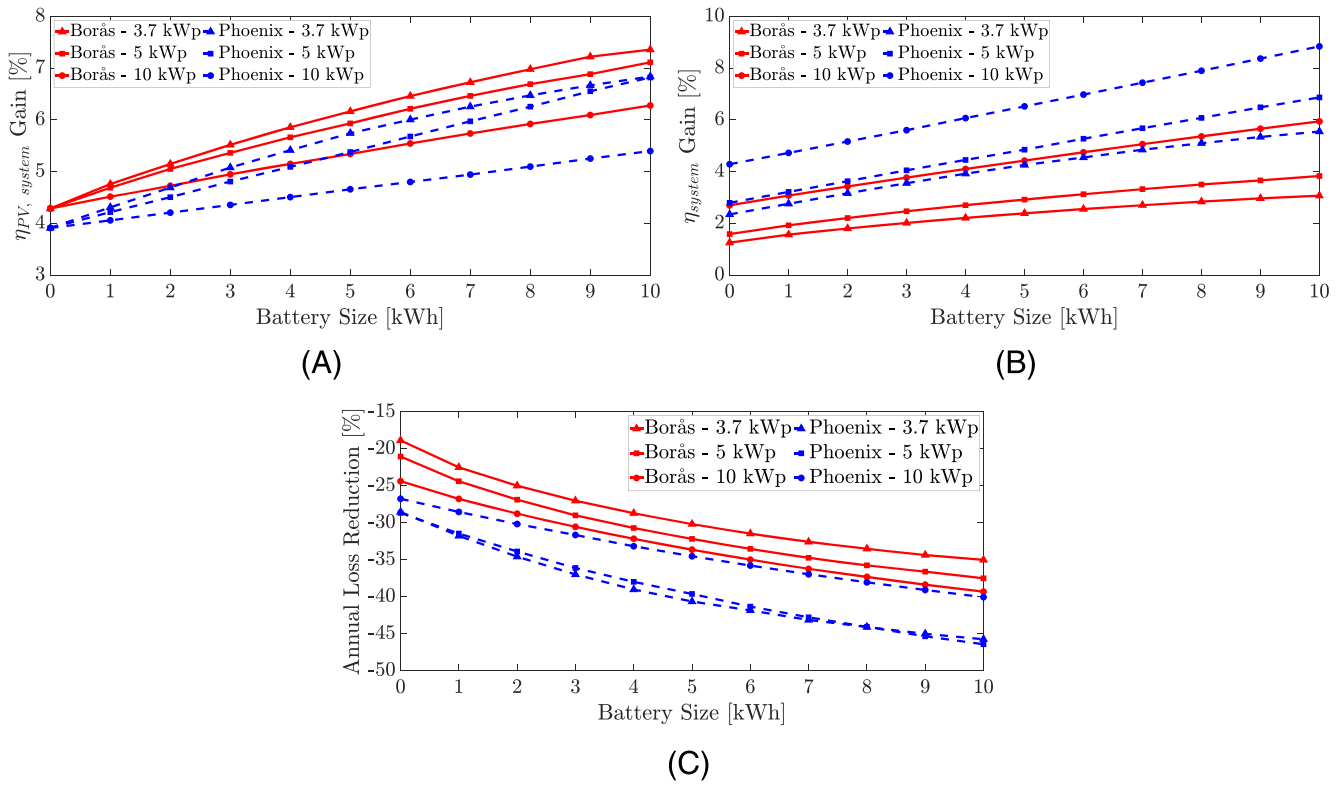 η_PV, system Gain [%]
8
7
6
5
4
3
Borås - 3.7 kWp Phoenix - 3.7 kWp
Borås - 5 kWp Phoenix - 5 kWp
Borås - 10 kWp Phoenix - 10 kWp
0 1 2 3 4 5 6 7 8 9 10
Battery Size [kWh]
(A)
η_system Gain [%]
10
8
6
4
2
0
Borås - 3.7 kWp Phoenix - 3.7 kWp
Borås - 5 kWp Phoenix - 5 kWp
Borås - 10 kWp Phoenix - 10 kWp
0 1 2 3 4 5 6 7 8 9 10
Battery Size [kWh]
(B)
Annual Loss Reduction [%]
-15
-20
-25
-30
-35
-40
-45
-50
Borås - 3.7 kWp Phoenix - 3.7 kWp
Borås - 5 kWp Phoenix - 5 kWp
Borås - 10 kWp Phoenix - 10 kWp
0 1 2 3 4 5 6 7 8 9 10
Battery Size [kWh]
(C)